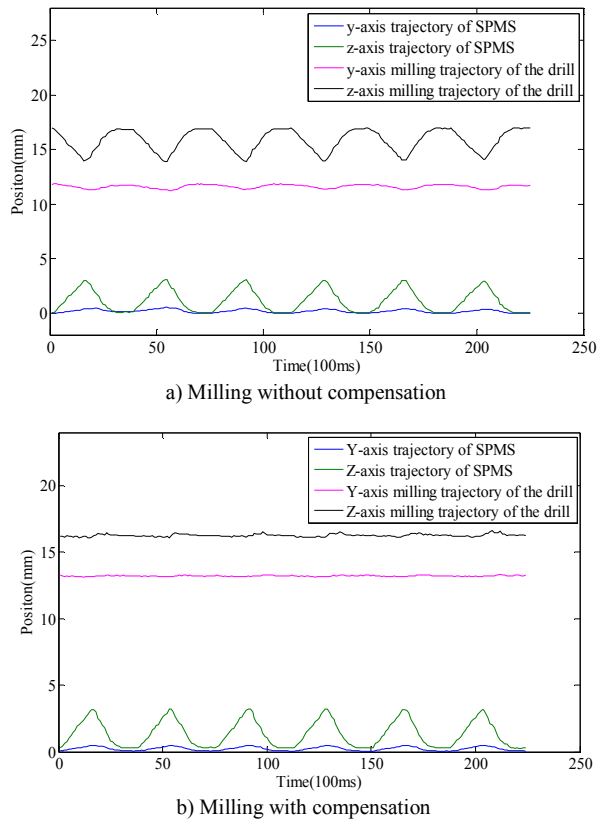 y-axis trajectory of SPMS
z-axis trajectory of SPMS
y-axis milling trajectory of the drill
z-axis milling trajectory of the drill
25
20
15
10
5
0
Positon(mm)
0 50 100 150 200 250
Time(100ms)
a) Milling without compensation
Y-axis trajectory of SPMS
Z-axis trajectory of SPMS
Y-axis milling trajectory of the drill
Z-axis milling trajectory of the drill
20
15
10
5
0
Positon(mm)
0 50 100 150 200 250
Time(100ms)
b) Milling with compensation